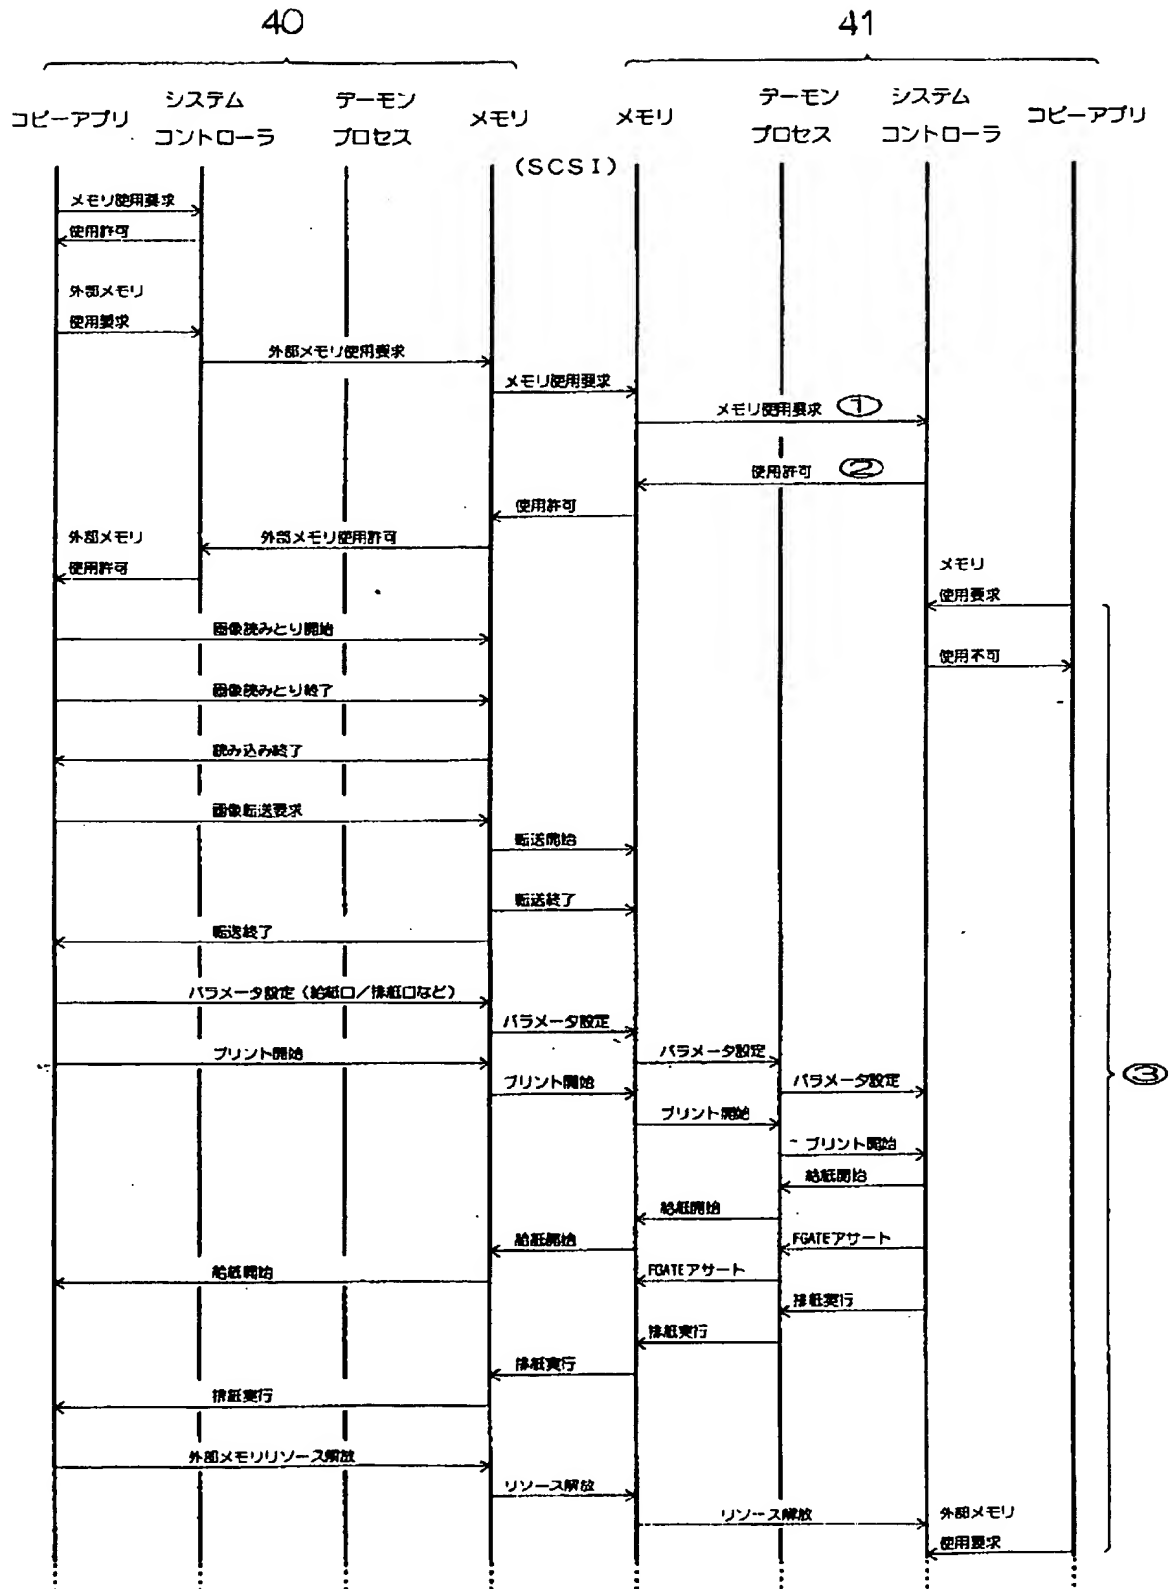 40
41
コピーアプリ
システム
コントローラ
デーモン
プロセス
メモリ
メモリ
デーモン
プロセス
システム
コントローラ
コピーアプリ
(SCSI)
メモリ使用要求
使用許可
外部メモリ
使用要求
外部メモリ使用要求
メモリ使用要求
メモリ使用要求 ①
使用許可 ②
使用許可
外部メモリ使用許可
外部メモリ
使用許可
メモリ
使用要求
画像読みとり開始
使用不可
画像読みとり終了
読み込み終了
画像転送要求
転送開始
転送終了
転送終了
パラメータ設定（給紙口／排紙口など）
パラメータ設定
プリント開始
パラメータ設定
③
プリント開始
パラメータ設定
プリント開始
プリント開始
給紙開始
給紙開始
給紙開始
FGATEアサート
給紙開始
FGATEアサート
排紙実行
排紙実行
排紙実行
排紙実行
外部メモリリソース解放
リソース解放
リソース解放
外部メモリ
使用要求